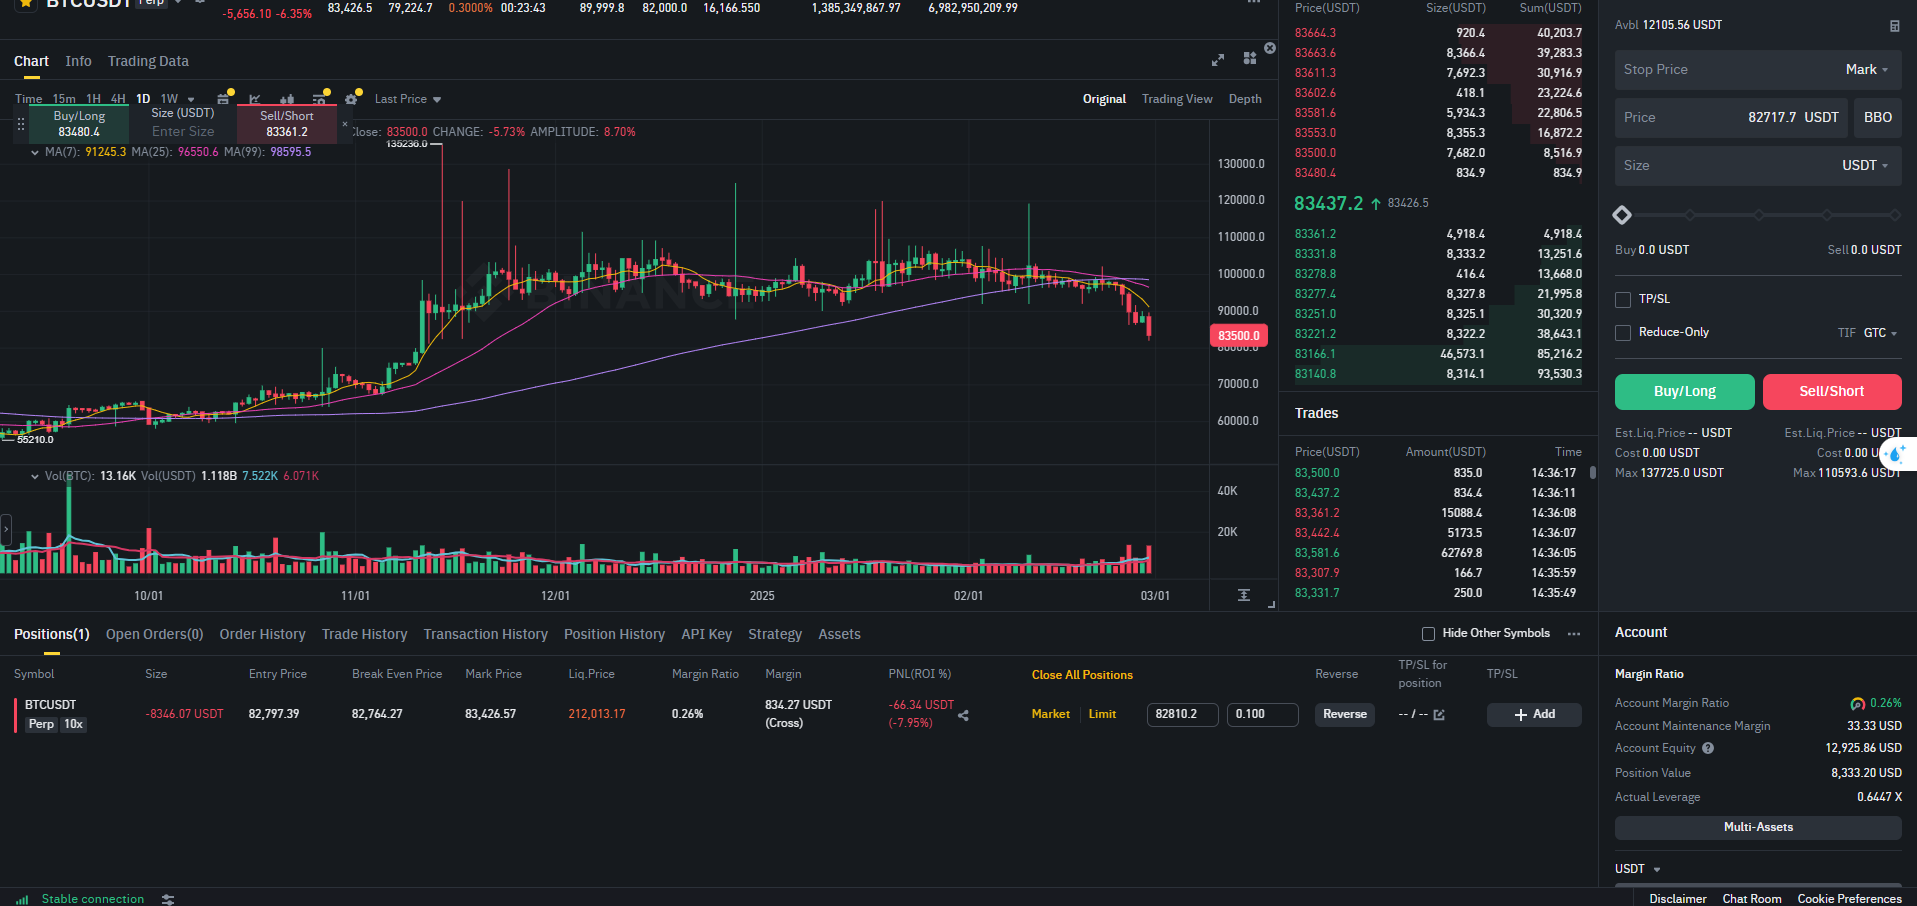 BTCUSDT Perp
-5,656.10 -6.35% 83,426.5 79,224.7 0.3000% 00:23:43 89,999.8 82,000.0 16,166.550 1,385,349,867.97 6,982,950,209.99
Chart Info Trading Data
Time 15m 1H 4H 1D 1W Last Price Original Trading View Depth
Buy/Long Size (USDT) Sell/Short
83480.4 Enter Size 83361.2 Close: 83500.0 CHANGE: -5.73% AMPLITUDE: 8.70%
MA(7): 91245.3 MA(25): 96550.6 MA(99): 98595.5
135236.0
130000.0
120000.0
110000.0
100000.0
90000.0
83500.0
80000.0
70000.0
60000.0
55210.0
BINANCE
Vol(BTC): 13.16K Vol(USDT) 1.118B 7.522K 6.071K
40K
20K
10/01 11/01 12/01 2025 02/01 03/01
Price(USDT) Size(USDT) Sum(USDT)
83664.3 920.4 40,203.7
83663.6 8,366.4 39,283.3
83611.3 7,692.3 30,916.9
83602.6 418.1 23,224.6
83581.6 5,934.3 22,806.5
83553.0 8,355.3 16,872.2
83500.0 7,682.0 8,516.9
83480.4 834.9 834.9
83437.2 ↑ 83426.5
83361.2 4,918.4 4,918.4
83331.8 8,333.2 13,251.6
83278.8 416.4 13,668.0
83277.4 8,327.8 21,995.8
83251.0 8,325.1 30,320.9
83221.2 8,322.2 38,643.1
83166.1 46,573.1 85,216.2
83140.8 8,314.1 93,530.3
Trades
Price(USDT) Amount(USDT) Time
83,500.0 835.0 14:36:17
83,437.2 834.4 14:36:11
83,361.2 15088.4 14:36:08
83,442.4 5173.5 14:36:07
83,581.6 62769.8 14:36:05
83,307.9 166.7 14:35:59
83,331.7 250.0 14:35:49
Avbl 12105.56 USDT
Stop Price Mark
Price 82717.7 USDT BBO
Size USDT
Buy 0.0 USDT Sell 0.0 USDT
TP/SL
Reduce-Only TIF GTC
Buy/Long Sell/Short
Est.Liq.Price -- USDT Est.Liq.Price -- USDT
Cost 0.00 USDT Cost 0.00 U
Max 137725.0 USDT Max 110593.6 USDT
Positions(1) Open Orders(0) Order History Trade History Transaction History Position History API Key Strategy Assets Hide Other Symbols
Symbol Size Entry Price Break Even Price Mark Price Liq.Price Margin Ratio Margin PNL(ROI %) Close All Positions Reverse TP/SL for position TP/SL
BTCUSDT Perp 10x -8346.07 USDT 82,797.39 82,764.27 83,426.57 212,013.17 0.26% 834.27 USDT (Cross) -66.34 USDT (-7.95%) Market Limit 82810.2 0.100 Reverse -- / -- Add
Account
Margin Ratio
Account Margin Ratio 0.26%
Account Maintenance Margin 33.33 USD
Account Equity 12,925.86 USD
Position Value 8,333.20 USD
Actual Leverage 0.6447 X
Multi-Assets
USDT
Stable connection Disclaimer Chat Room Cookie Preferences